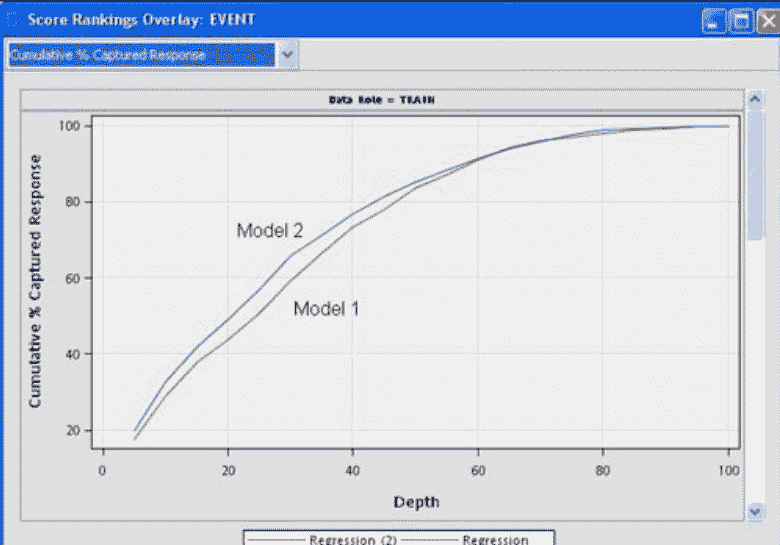 Score Rankings Overlay: EVENT
Cumulative % Captured Response
Data Role = TRAIN
Cumulative % Captured Response
100
80
60
40
20
Model 2
Model 1
0 20 40 60 80 100
Depth
Regression (2) Regression